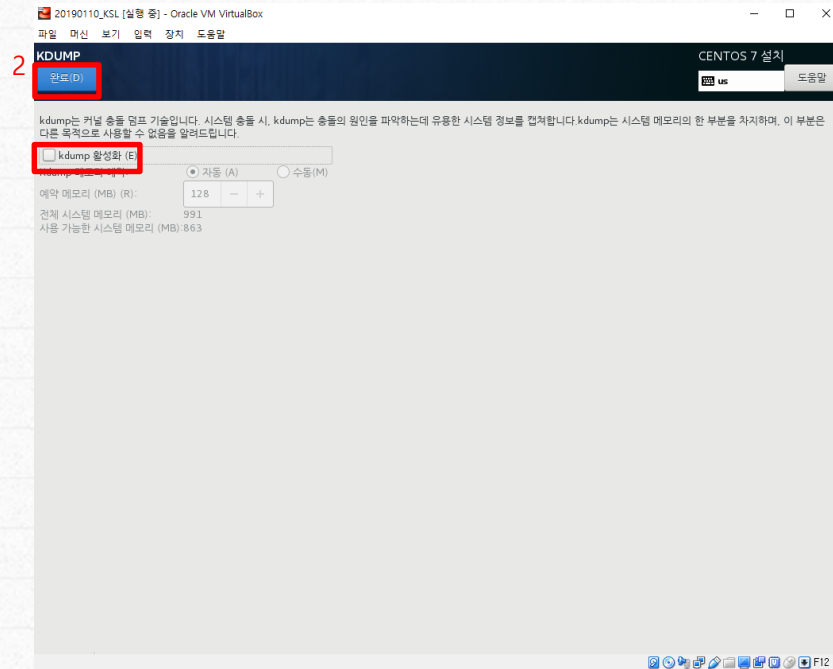 20190110_KSL [실행 중] - Oracle VM VirtualBox
파일 머신 보기 입력 장치 도움말
KDUMP
CENTOS 7 설치
2
완료(D)
us
도움말
kdump는 커널 충돌 덤프 기술입니다. 시스템 충돌 시, kdump는 충돌의 원인을 파악하는데 유용한 시스템 정보를 캡쳐합니다.kdump는 시스템 메모리의 한 부분을 차지하며, 이 부분은
다른 목적으로 사용할 수 없음을 알려드립니다.
kdump 활성화 (E)
Kdump 메모리 예약: 자동 (A) 수동(M)
예약 메모리 (MB) (R): 128 - +
전체 시스템 메모리 (MB): 991
사용 가능한 시스템 메모리 (MB):863
F12